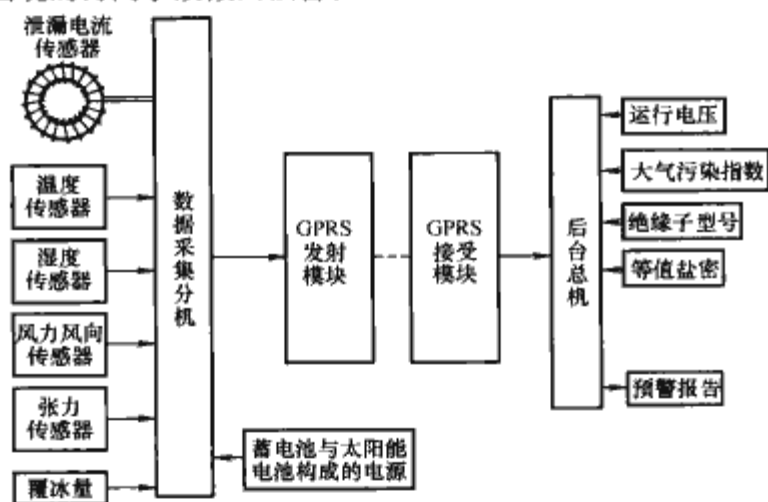 泄漏电流
传感器
温度
传感器
湿度
传感器
风力风向
传感器
张力
传感器
覆冰量
数据采集分机
蓄电池与太阳能
电池构成的电源
GPRS
发射
模块
GPRS
接受
模块
后台总机
运行电压
大气污染指数
绝缘子型号
等值盐密
预警报告